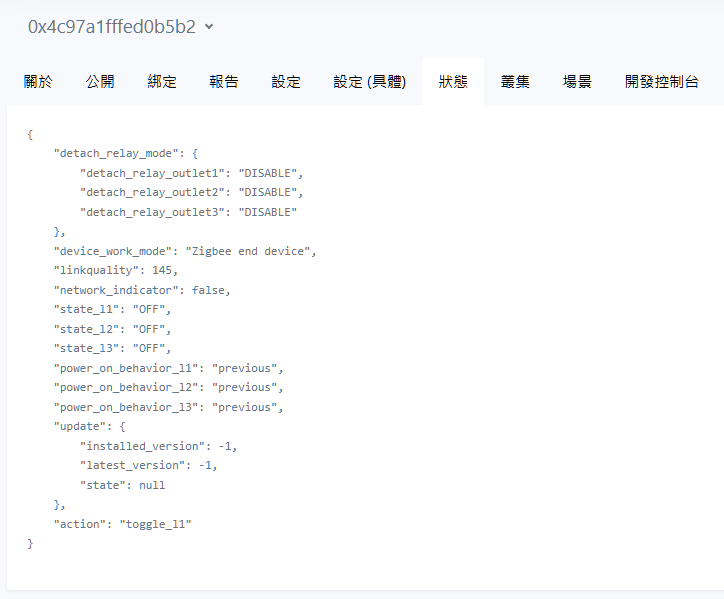 0x4c97a1fffed0b5b2
關於 公開 綁定 報告 設定 設定 (具體) 狀態 叢集 場景 開發控制台
{
    "detach_relay_mode": {
        "detach_relay_outlet1": "DISABLE",
        "detach_relay_outlet2": "DISABLE",
        "detach_relay_outlet3": "DISABLE"
    },
    "device_work_mode": "Zigbee end device",
    "linkquality": 145,
    "network_indicator": false,
    "state_l1": "OFF",
    "state_l2": "OFF",
    "state_l3": "OFF",
    "power_on_behavior_l1": "previous",
    "power_on_behavior_l2": "previous",
    "power_on_behavior_l3": "previous",
    "update": {
        "installed_version": -1,
        "latest_version": -1,
        "state": null
    },
    "action": "toggle_l1"
}